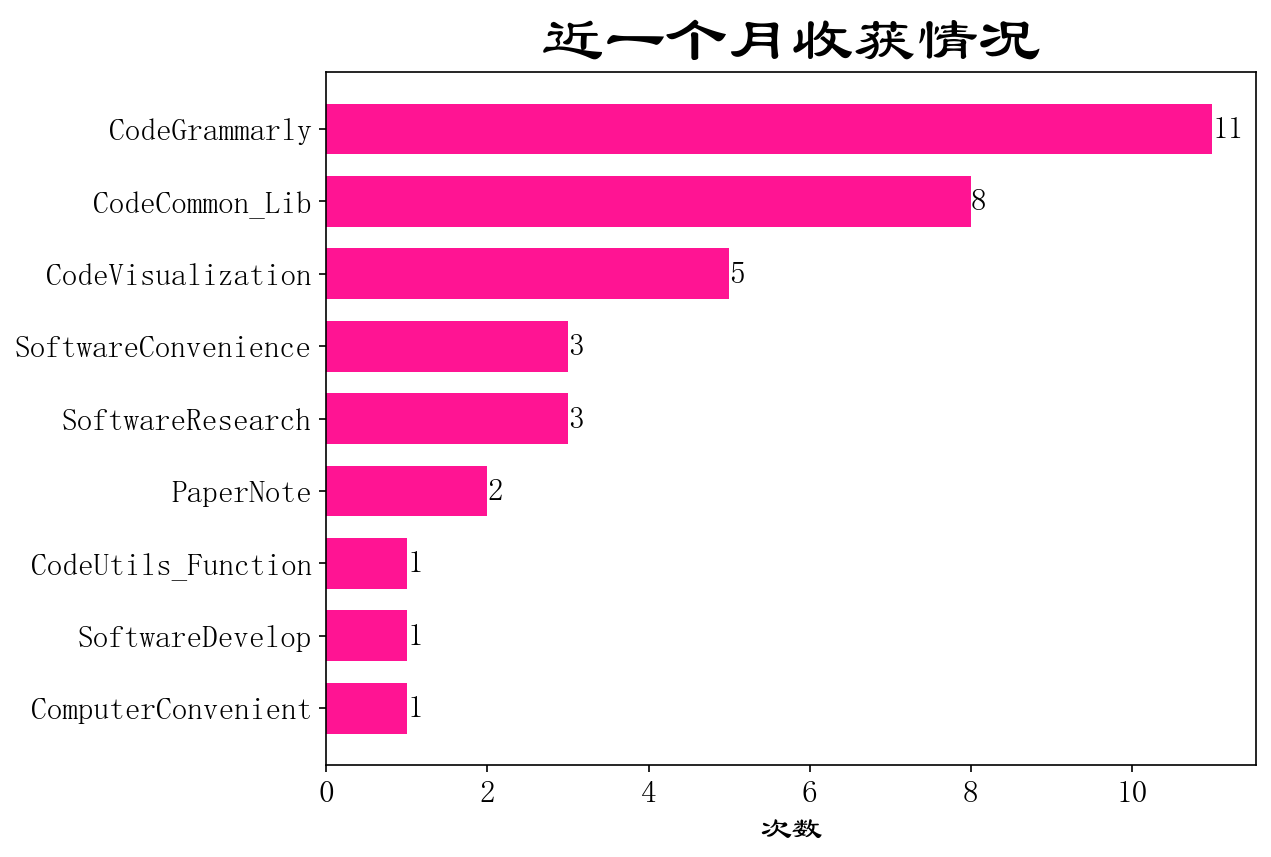 近一个月收获情况
CodeGrammarly 11
CodeCommon_Lib 8
CodeVisualization 5
SoftwareConvenience 3
SoftwareResearch 3
PaperNote 2
CodeUtils_Function 1
SoftwareDevelop 1
ComputerConvenient 1
0 2 4 6 8 10
次数